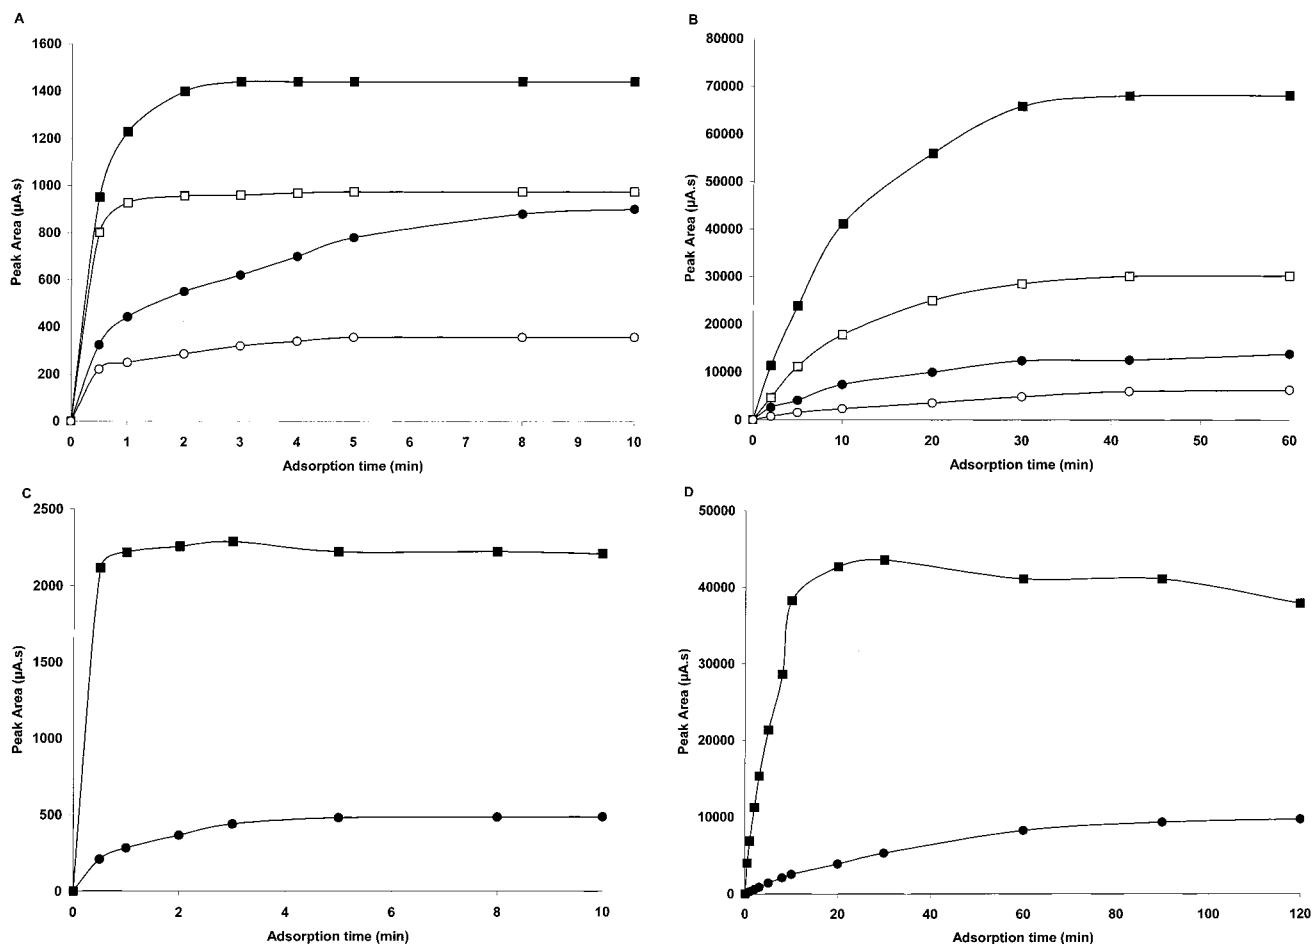 A
1600
1400
1200
1000
800
600
400
200
0
Peak Area (µA.s)
0 1 2 3 4 5 6 7 8 9 10
Adsorption time (min)
B
80000
70000
60000
50000
40000
30000
20000
10000
0
Peak Area (µA.s)
0 10 20 30 40 50 60
Adsorption time (min)
C
2500
2000
1500
1000
500
0
Peak Area (µA.s)
0 2 4 6 8 10
Adsorption time (min)
D
50000
40000
30000
20000
10000
0
Peak Area (µA.s)
0 20 40 60 80 100 120
Adsorption time (min)